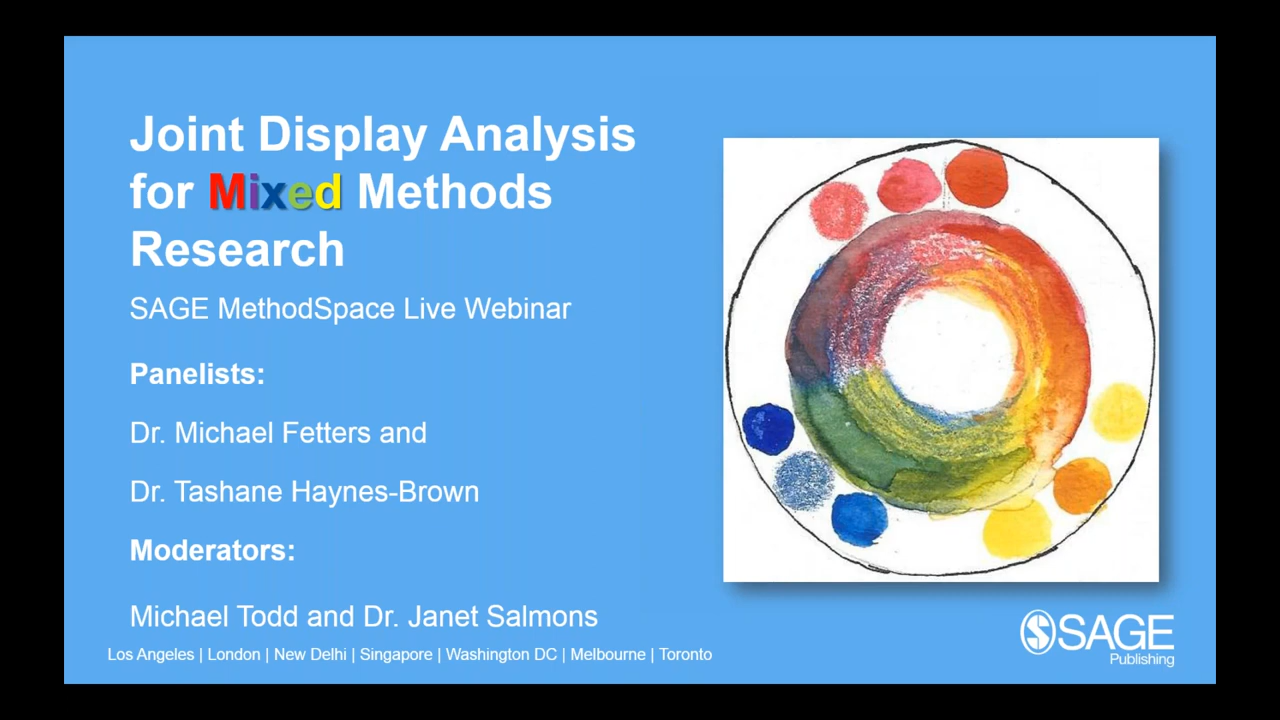 Joint Display Analysis
for Mixed Methods
Research
SAGE MethodSpace Live Webinar
Panelists:
Dr. Michael Fetters and
Dr. Tashane Haynes-Brown
Moderators:
Michael Todd and Dr. Janet Salmons
Los Angeles | London | New Delhi | Singapore | Washington DC | Melbourne | Toronto
SAGE
Publishing